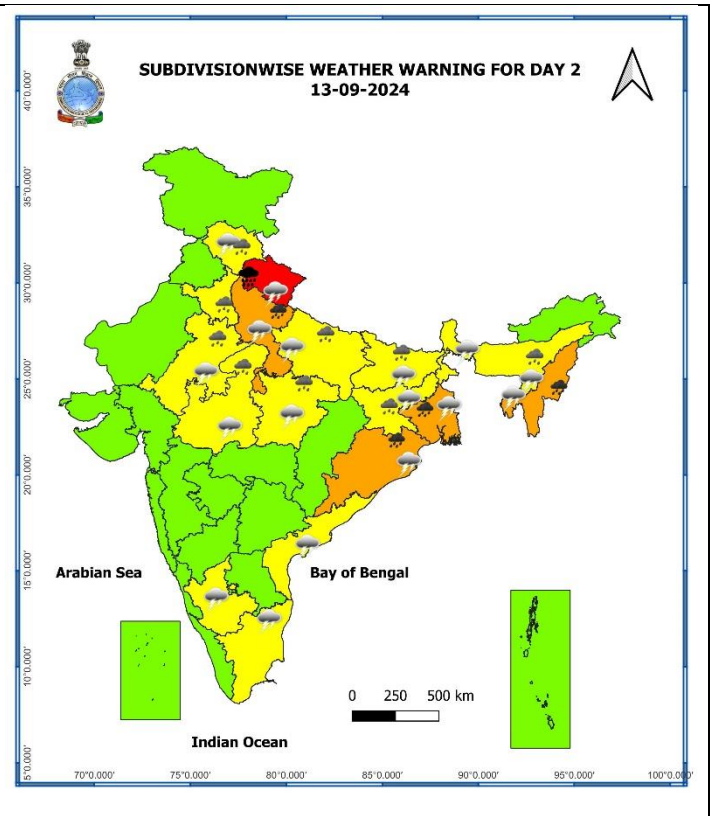 SUBDIVISIONWISE WEATHER WARNING FOR DAY 2
13-09-2024
40°0.000'
35°0.000'
30°0.000'
25°0.000'
20°0.000'
15°0.000'
10°0.000'
5°0.000'
Arabian Sea
Bay of Bengal
0 250 500 km
Indian Ocean
70°0.000' 75°0.000' 80°0.000' 85°0.000' 90°0.000' 95°0.000' 100°0.000'